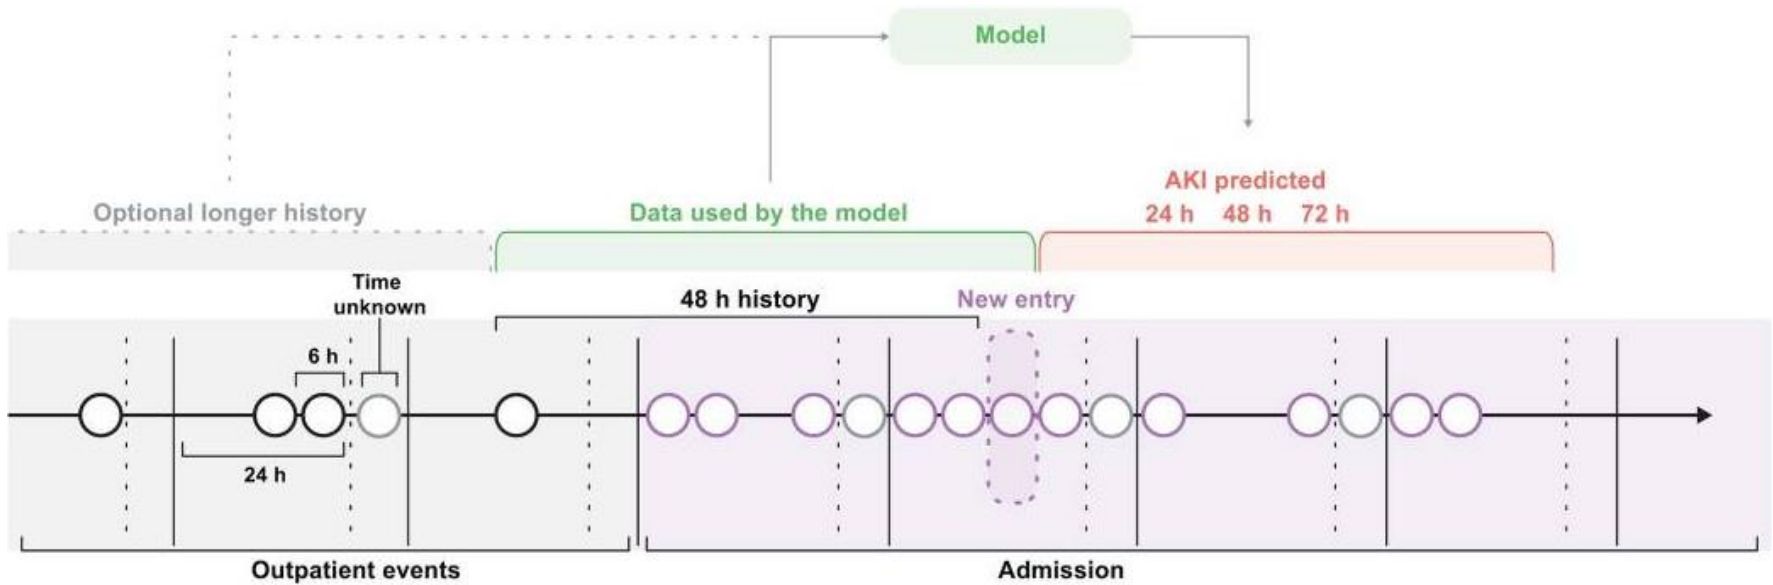 Model
AKI predicted
24 h 48 h 72 h
Optional longer history
Data used by the model
Time
unknown
48 h history
New entry
6 h
24 h
Outpatient events
Admission